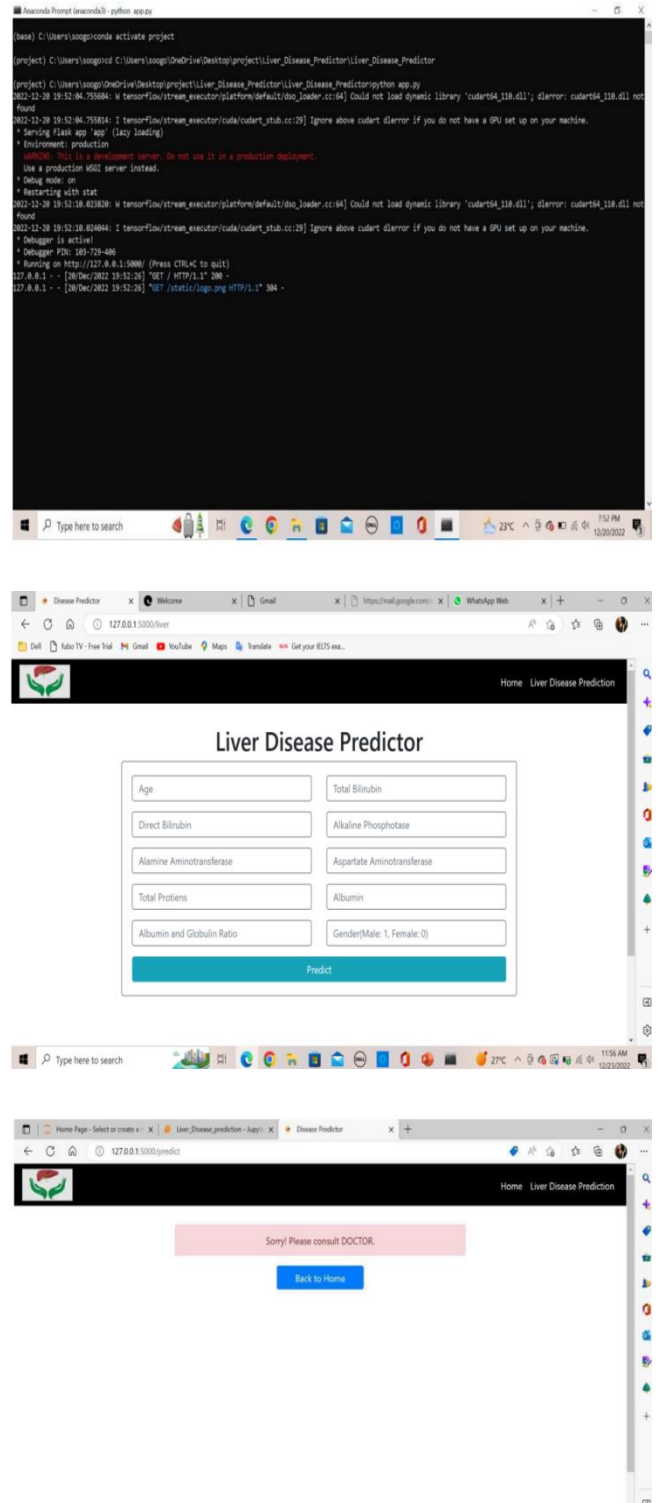 Anaconda Prompt (anaconda3) - python app.py
(base) C:\Users\soogo>conda activate project
(project) C:\Users\soogo>cd C:\Users\soogo\OneDrive\Desktop\project\Liver_Disease_Predictor\Liver_Disease_Predictor
(project) C:\Users\soogo\OneDrive\Desktop\project\Liver_Disease_Predictor\Liver_Disease_Predictor>python app.py
2022-12-20 19:52:04.755604: W tensorflow/stream_executor/platform/default/dso_loader.cc:64] Could not load dynamic library 'cudart64_110.dll'; dlerror: cudart64_110.dll not
found
2022-12-20 19:52:04.755814: I tensorflow/stream_executor/cuda/cudart_stub.cc:29] Ignore above cudart dlerror if you do not have a GPU set up on your machine.
* Serving Flask app 'app' (lazy loading)
* Environment: production
WARNING: This is a development server. Do not use it in a production deployment.
Use a production WSGI server instead.
* Debug mode: on
* Restarting with stat
2022-12-20 19:52:10.023820: W tensorflow/stream_executor/platform/default/dso_loader.cc:64] Could not load dynamic library 'cudart64_110.dll'; dlerror: cudart64_110.dll not
found
2022-12-20 19:52:10.024044: I tensorflow/stream_executor/cuda/cudart_stub.cc:29] Ignore above cudart dlerror if you do not have a GPU set up on your machine.
* Debugger is active!
* Debugger PIN: 103-729-406
* Running on http://127.0.0.1:5000/ (Press CTRL+C to quit)
127.0.0.1 - - [20/Dec/2022 19:52:26] "GET / HTTP/1.1" 200 -
127.0.0.1 - - [20/Dec/2022 19:52:26] "GET /static/logo.png HTTP/1.1" 304 -
Type here to search 23°C 7:52 PM
12/20/2022
Disease Predictor Welcome Gmail https://mail.google.com/ WhatsApp Web
127.0.0.1:5000/liver
Dell fubo TV - Free Trial Gmail YouTube Maps Translate Get your IELTS exa...
Home Liver Disease Prediction
Liver Disease Predictor
Age Total Bilirubin
Direct Bilirubin Alkaline Phosphotase
Alamine Aminotransferase Aspartate Aminotransferase
Total Protiens Albumin
Albumin and Globulin Ratio Gender(Male: 1, Female: 0)
Predict
Type here to search 27°C 11:56 AM
12/23/2022
Home Page - Select or create a n Liver_Disease_prediction - Jupyt Disease Predictor
127.0.0.1:5000/predict
Home Liver Disease Prediction
Sorry! Please consult DOCTOR.
Back to Home